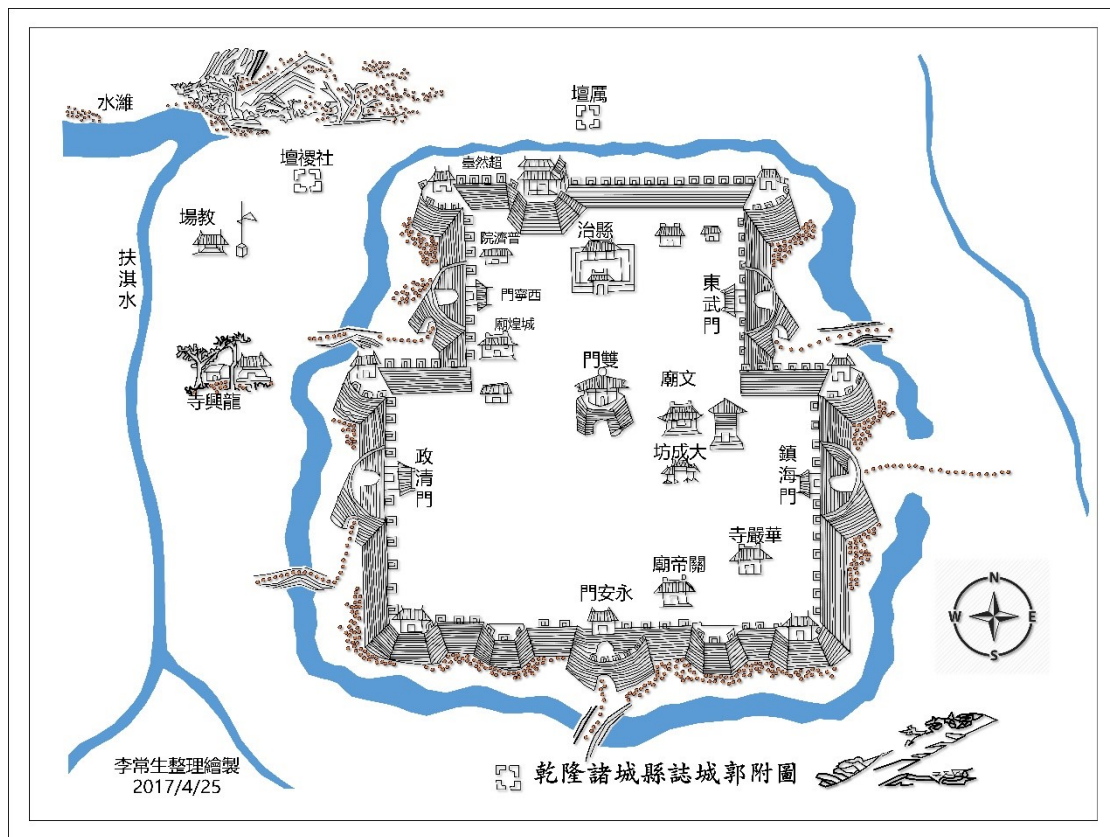 濰水
厲壇
社禝壇
超然臺
教場
普濟院
縣治
扶淇水
西寧門
東武門
城煌廟
雙門
文廟
龍興寺
大成坊
政清門
鎮海門
華嚴寺
關帝廟
永安門
N
W
E
S
李常生整理繪製
2017/4/25
乾隆諸城縣誌城郭附圖